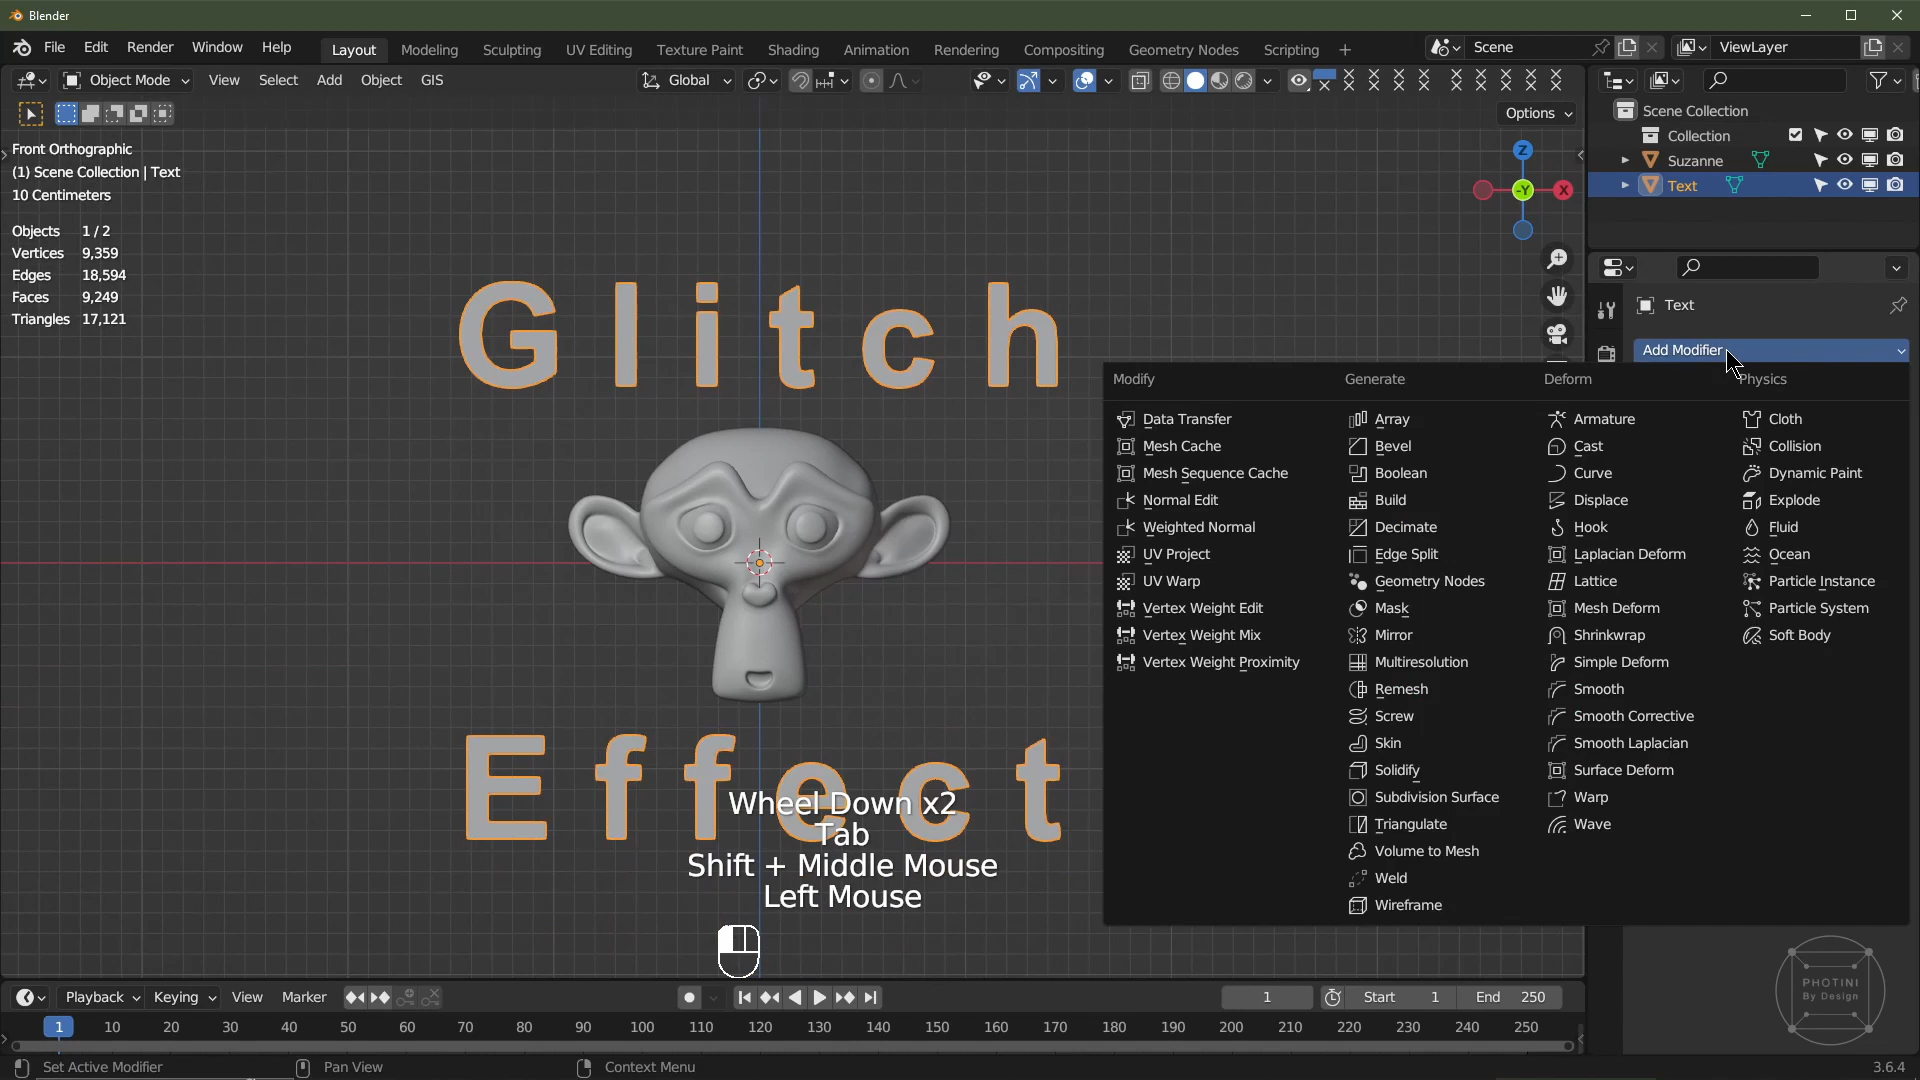 Blender
File Edit Render Window Help
Layout Modeling Sculpting UV Editing Texture Paint Shading Animation Rendering Compositing Geometry Nodes Scripting +
Scene
ViewLayer
Object Mode View Select Add Object GIS
Global
Options
Front Orthographic
(1) Scene Collection | Text
10 Centimeters
Objects 1 / 2
Vertices 9,359
Edges 18,594
Faces 9,249
Triangles 17,121
Z
-Y
X
Scene Collection
Collection
Suzanne
Text
Text
Add Modifier
Glitch
Effect
Modify
Data Transfer
Mesh Cache
Mesh Sequence Cache
Normal Edit
Weighted Normal
UV Project
UV Warp
Vertex Weight Edit
Vertex Weight Mix
Vertex Weight Proximity
Generate
Array
Bevel
Boolean
Build
Decimate
Edge Split
Geometry Nodes
Mask
Mirror
Multiresolution
Remesh
Screw
Skin
Solidify
Subdivision Surface
Triangulate
Volume to Mesh
Weld
Wireframe
Deform
Armature
Cast
Curve
Displace
Hook
Laplacian Deform
Lattice
Mesh Deform
Shrinkwrap
Simple Deform
Smooth
Smooth Corrective
Smooth Laplacian
Surface Deform
Warp
Wave
Physics
Cloth
Collision
Dynamic Paint
Explode
Fluid
Ocean
Particle Instance
Particle System
Soft Body
Wheel Down x2
Tab
Shift + Middle Mouse
Left Mouse
PHOTINI
By Design
Playback Keying View Marker
1
Start 1
End 250
1 10 20 30 40 50 60 70 80 90 100 110 120 130 140 150 160 170 180 190 200 210 220 230 240 250
Set Active Modifier
Pan View
Context Menu
3.6.4